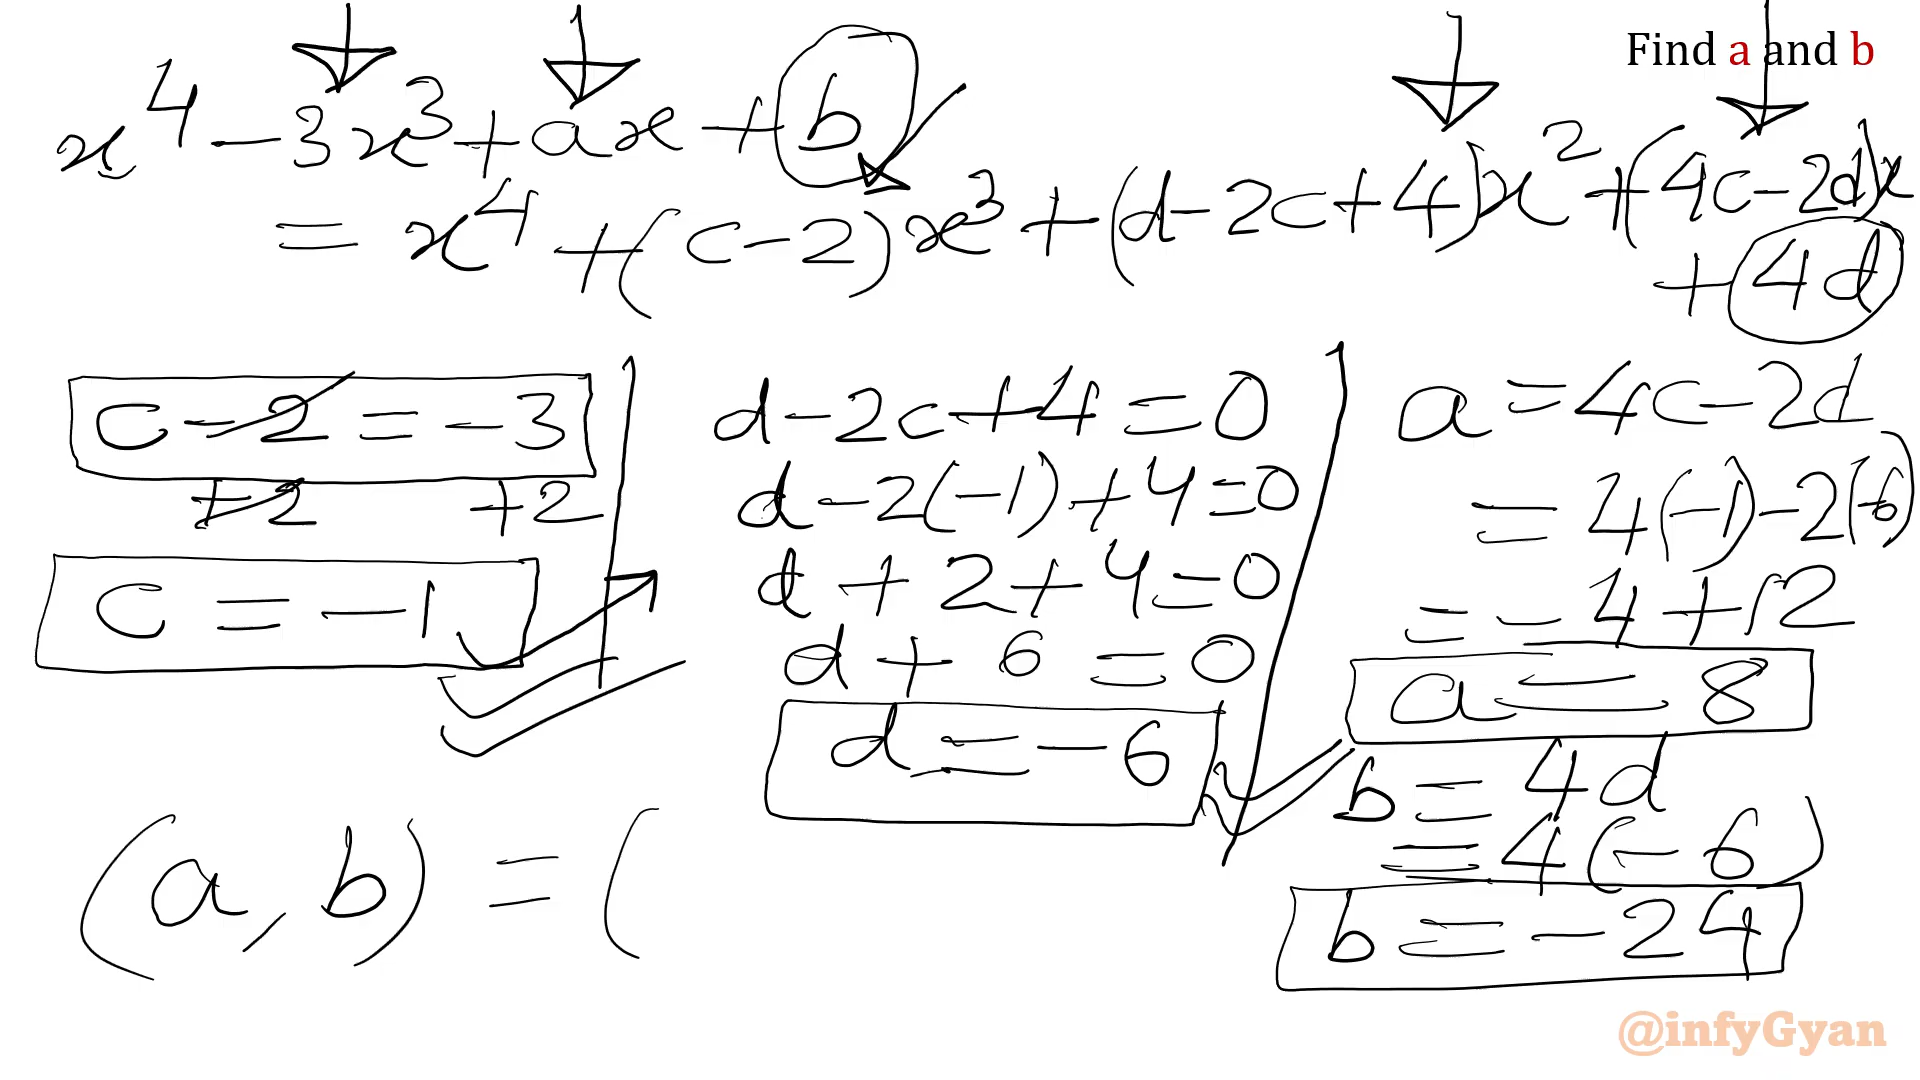 Find a and b
x⁴ - 3x³ + ax + b
= x⁴ + (c-2)x³ + (d-2c+4)x² + (4c-2d)x
+ 4d
c - 2 = -3
+2 +2
c = -1
d - 2c + 4 = 0
d - 2(-1) + 4 = 0
d + 2 + 4 = 0
d + 6 = 0
d = -6
a = 4c - 2d
= 4(-1) - 2(-6)
= -4 + 12
a = 8
b = 4d
= 4(-6)
b = -24
(a, b) = (
@infyGyan